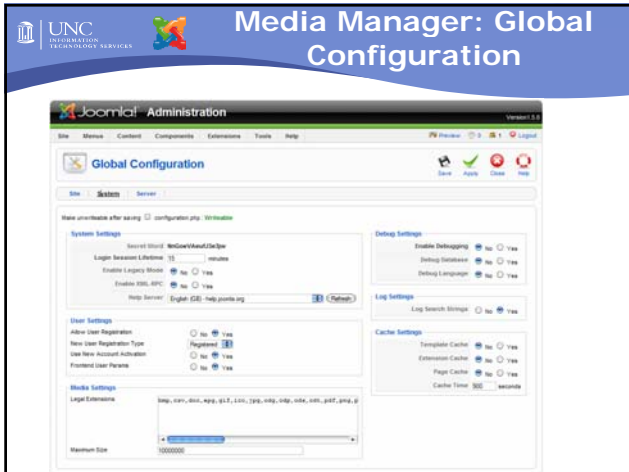 UNC
INFORMATION
TECHNOLOGY SERVICES
Media Manager: Global
Configuration
Joomla! Administration
Site Menus Content Components Extensions Tools Help
Preview 0 1 Logout
Global Configuration
Save Apply Close Help
Site System Server
Make unwriteable after saving configuration.php: Writeable
System Settings
Secret Word
Login Session Lifetime 15 minutes
Enable Legacy Mode No Yes
Enable XML-RPC No Yes
Help Server English (GB) - help.joomla.org Refresh
User Settings
Allow User Registration No Yes
New User Registration Type Registered
Use New Account Activation No Yes
Frontend User Params No Yes
Media Settings
Legal Extensions bmp,csv,doc,epg,gif,ico,jpg,odg,odp,ods,odt,pdf,png,p
Maximum Size 10000000
Debug Settings
Enable Debugging No Yes
Debug Database No Yes
Debug Language No Yes
Log Settings
Log Search Strings No Yes
Cache Settings
Template Cache No Yes
Extension Cache No Yes
Page Cache No Yes
Cache Time 900 seconds